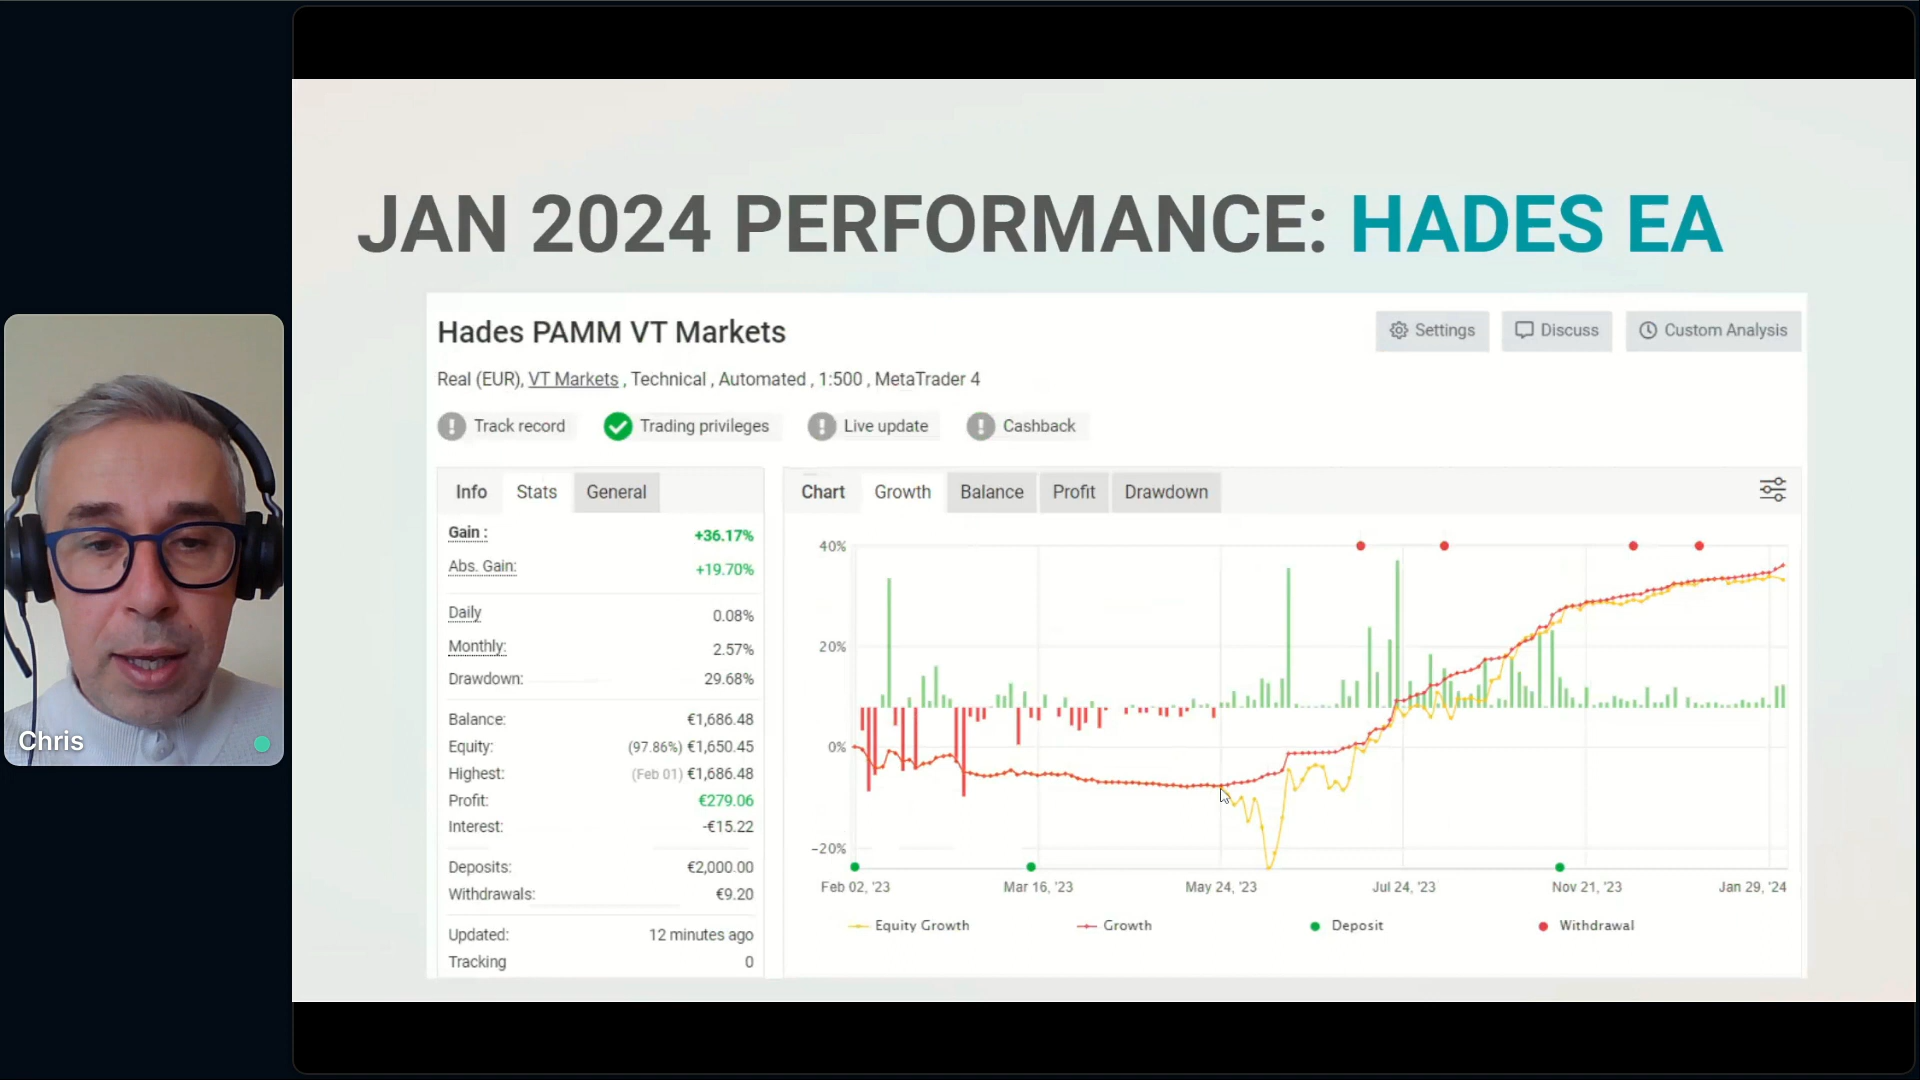 JAN 2024 PERFORMANCE: HADES EA
Hades PAMM VT Markets
Settings
Discuss
Custom Analysis
Real (EUR), VT Markets , Technical , Automated , 1:500 , MetaTrader 4
Track record
Trading privileges
Live update
Cashback
Info Stats General
Gain : +36.17%
Abs. Gain: +19.70%
Daily 0.08%
Monthly: 2.57%
Drawdown: 29.68%
Balance: €1,686.48
Equity: (97.86%) €1,650.45
Highest: (Feb 01) €1,686.48
Profit: €279.06
Interest: -€15.22
Deposits: €2,000.00
Withdrawals: €9.20
Updated: 12 minutes ago
Tracking 0
Chart Growth Balance Profit Drawdown
40%
20%
0%
-20%
Feb 02, '23 Mar 16, '23 May 24, '23 Jul 24, '23 Nov 21, '23 Jan 29, '24
Equity Growth Growth Deposit Withdrawal
Chris